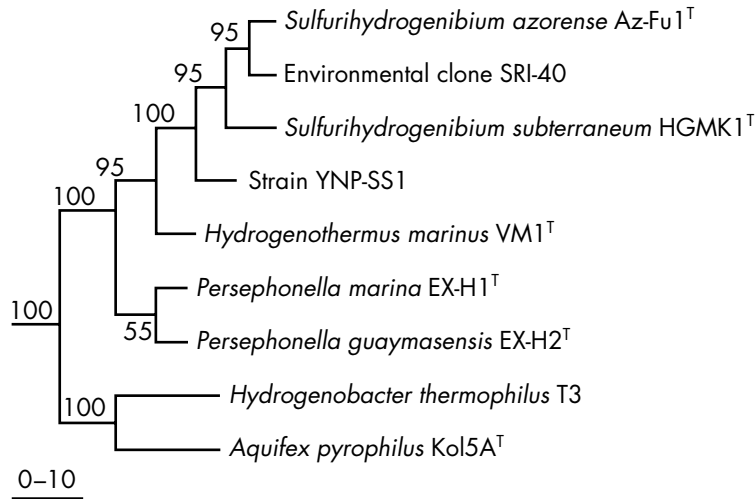 95
Sulfurihydrogenibium azorense Az-Fu1ᵀ
Environmental clone SRI-40
95
100
Sulfurihydrogenibium subterraneum HGMK1ᵀ
95
Strain YNP-SS1
100
Hydrogenothermus marinus VM1ᵀ
Persephonella marina EX-H1ᵀ
100
55
Persephonella guaymasensis EX-H2ᵀ
Hydrogenobacter thermophilus T3
100
Aquifex pyrophilus Kol5Aᵀ
0–10